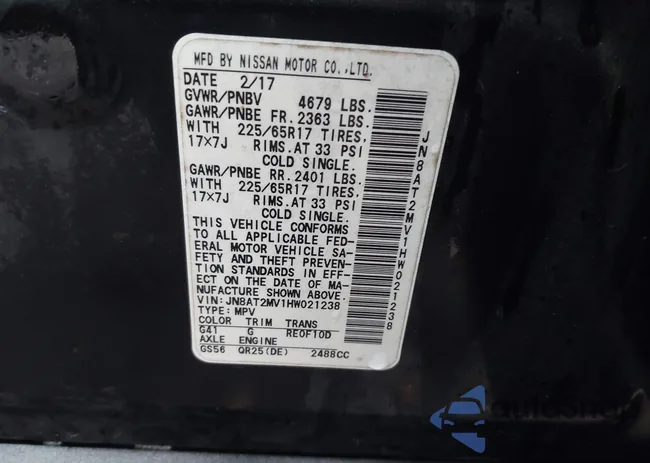 MFD BY NISSAN MOTOR CO.,LTD.
DATE 2/17
GVWR/PNBV 4679 LBS.
GAWR/PNBE FR. 2363 LBS.
WITH 225/65R17 TIRES,
17×7J RIMS.AT 33 PSI
COLD SINGLE.
GAWR/PNBE RR. 2401 LBS.
WITH 225/65R17 TIRES,
17×7J RIMS.AT 33 PSI
COLD SINGLE.
THIS VEHICLE CONFORMS
TO ALL APPLICABLE FED-
ERAL MOTOR VEHICLE SA-
FETY AND THEFT PREVEN-
TION STANDARDS IN EFF-
ECT ON THE DATE OF MA-
NUFACTURE SHOWN ABOVE.
VIN: JN8AT2MV1HW021238
TYPE: MPV
COLOR TRIM TRANS
G41 G RE0F10D
AXLE ENGINE
GS56 QR25(DE) 2488CC
JN8AT2MV1HW021238